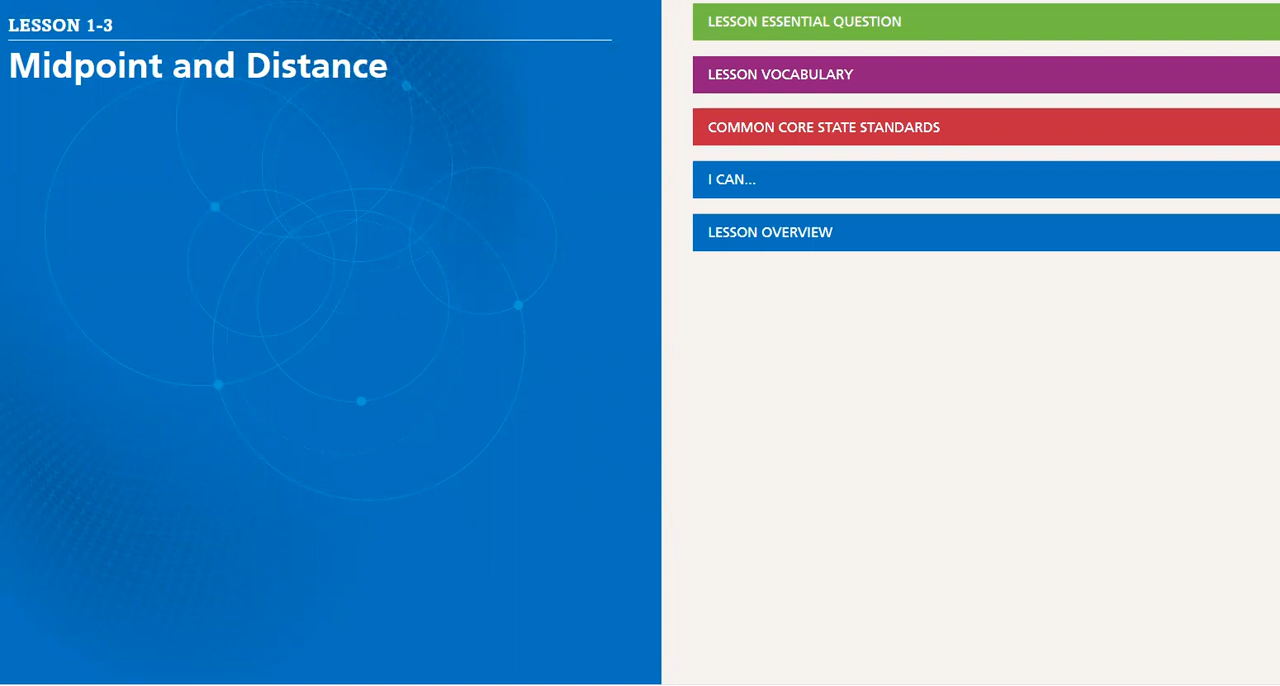 LESSON 1-3
Midpoint and Distance
LESSON ESSENTIAL QUESTION
LESSON VOCABULARY
COMMON CORE STATE STANDARDS
I CAN...
LESSON OVERVIEW